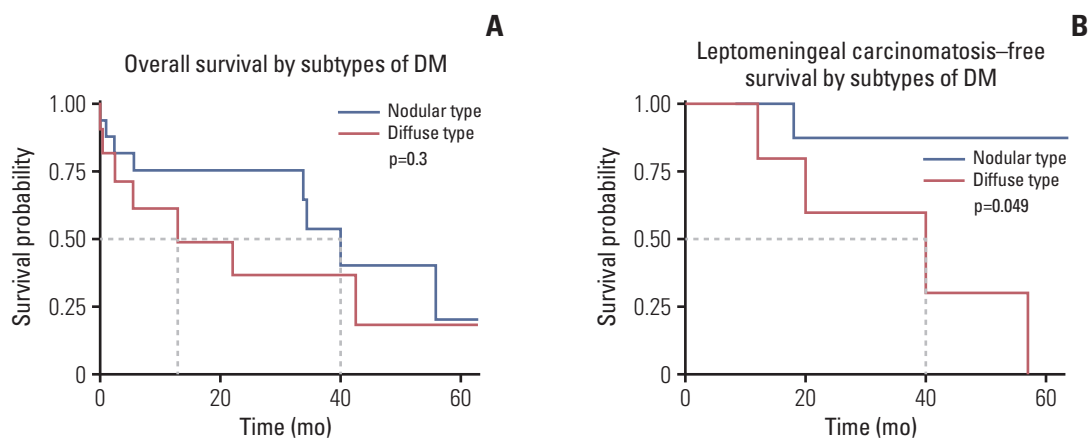 A
Overall survival by subtypes of DM
1.00
0.75
0.50
0.25
0
Survival probability
Nodular type
Diffuse type
p=0.3
0
20
40
60
Time (mo)
B
Leptomeningeal carcinomatosis–free
survival by subtypes of DM
1.00
0.75
0.50
0.25
0
Survival probability
Nodular type
Diffuse type
p=0.049
0
20
40
60
Time (mo)